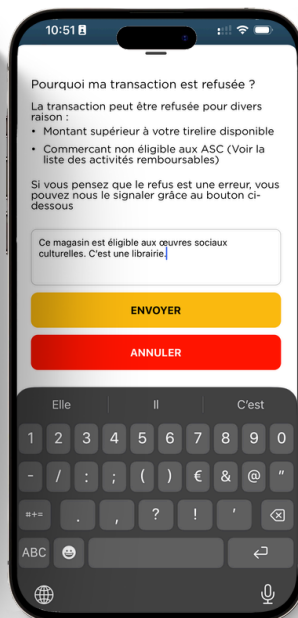 10:51
Pourquoi ma transaction est refusée ?
La transaction peut être refusée pour divers
raison :
• Montant supérieur à votre tirelire disponible
• Commercant non éligible aux ASC (Voir la
liste des activités remboursables)
Si vous pensez que le refus est une erreur, vous
pouvez nous le signaler grâce au bouton ci-
dessous
Ce magasin est éligible aux œuvres sociaux
culturelles. C'est une librairie.
ENVOYER
ANNULER
Elle Il C'est
1 2 3 4 5 6 7 8 9 0
- / : ; ( ) € & @ "
#+= . , ? ! '
ABC